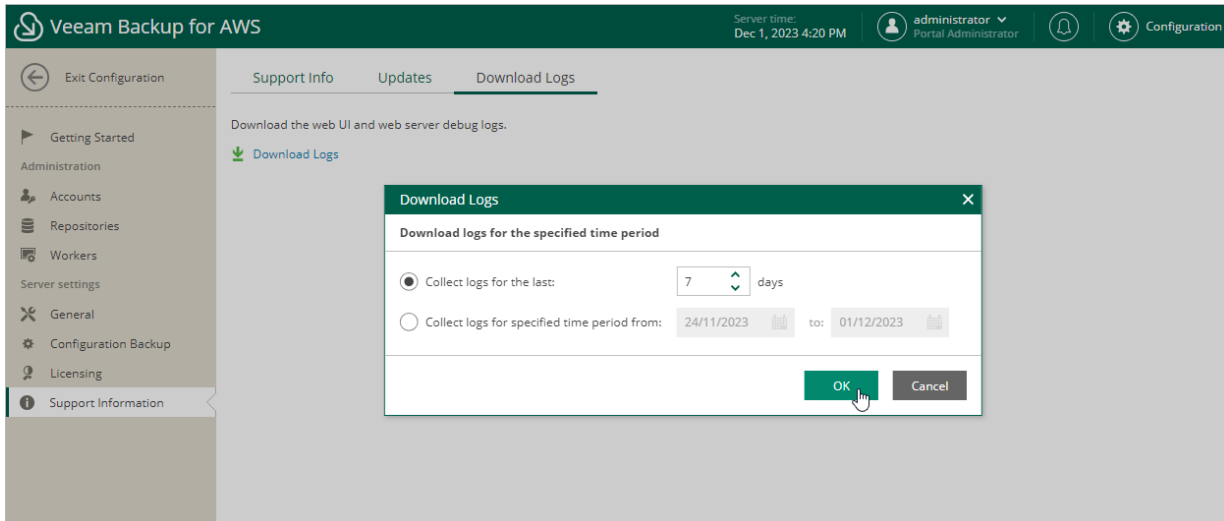 Veeam Backup for AWS
Server time:
Dec 1, 2023 4:20 PM
administrator
Portal Administrator
Configuration
Exit Configuration
Support Info Updates Download Logs
Getting Started
Administration
Accounts
Repositories
Workers
Server settings
General
Configuration Backup
Licensing
Support Information
Download the web UI and web server debug logs.
Download Logs
Download Logs
Download logs for the specified time period
Collect logs for the last: 7 days
Collect logs for specified time period from: 24/11/2023 to: 01/12/2023
OK Cancel